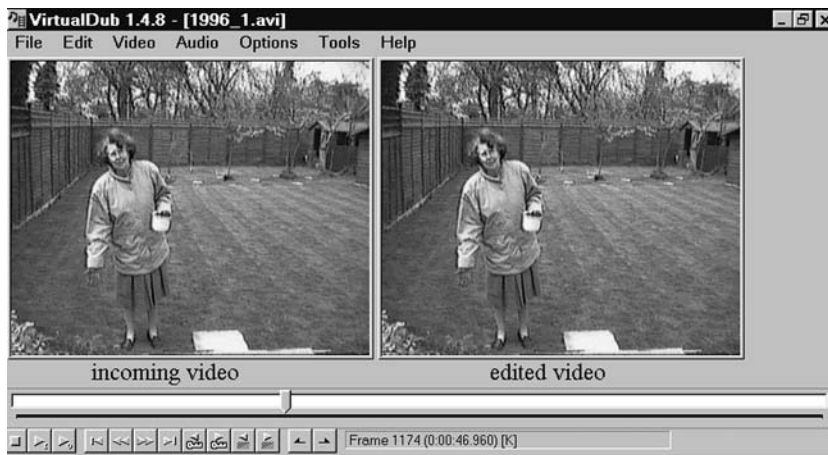 VirtualDub 1.4.8 - [1996_1.avi]
File Edit Video Audio Options Tools Help
incoming video edited video
Frame 1174 (0:00:46.960) [K]